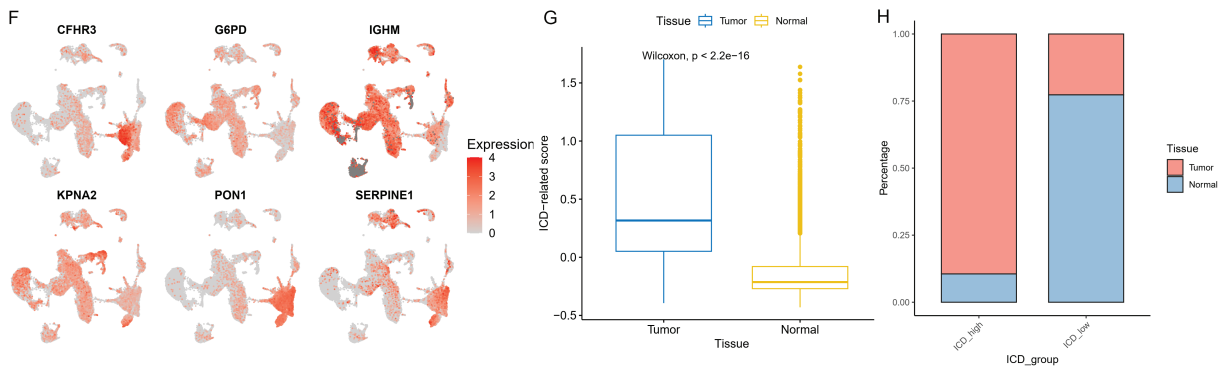 F
CFHR3
G6PD
IGHM
KPNA2
PON1
SERPINE1
Expression
4
3
2
1
0
G
Tissue Tumor Normal
Wilcoxon, p < 2.2e−16
ICD−related score
1.5
1.0
0.5
0.0
−0.5
Tumor
Normal
Tissue
H
Percentage
1.00
0.75
0.50
0.25
0.00
ICD_high
ICD_low
ICD_group
Tissue
Tumor
Normal